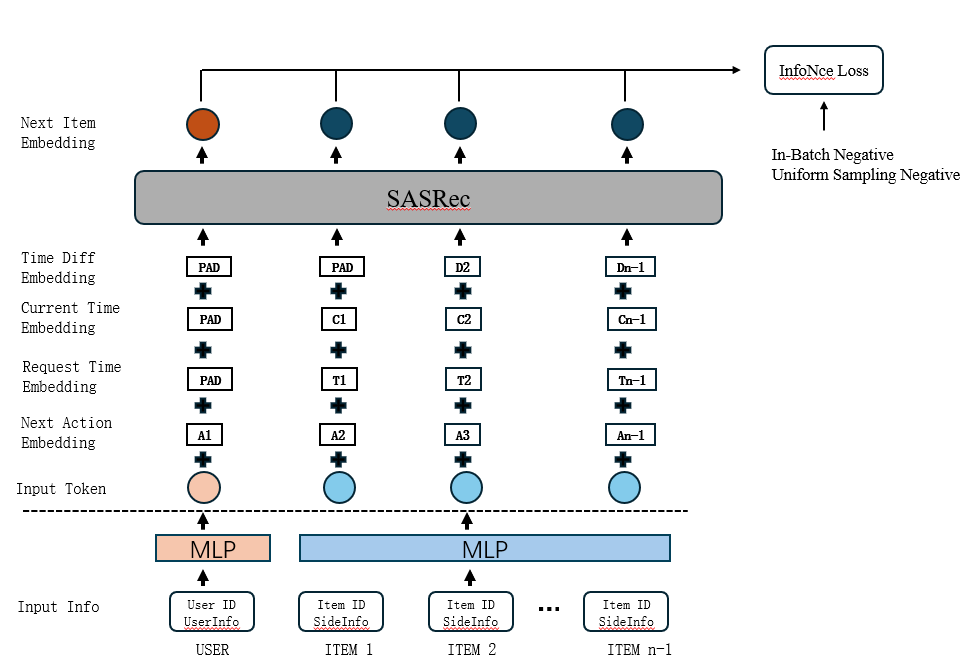 InfoNce Loss
Next Item
Embedding
In-Batch Negative
Uniform Sampling Negative
SASRec
Time Diff
Embedding
PAD PAD D2 Dn-1
Current Time
Embedding
PAD C1 C2 Cn-1
Request Time
Embedding
PAD T1 T2 Tn-1
Next Action
Embedding
A1 A2 A3 An-1
Input Token
MLP MLP
Input Info
User ID
UserInfo
Item ID
SideInfo
Item ID
SideInfo
...
Item ID
SideInfo
USER ITEM 1 ITEM 2 ITEM n-1